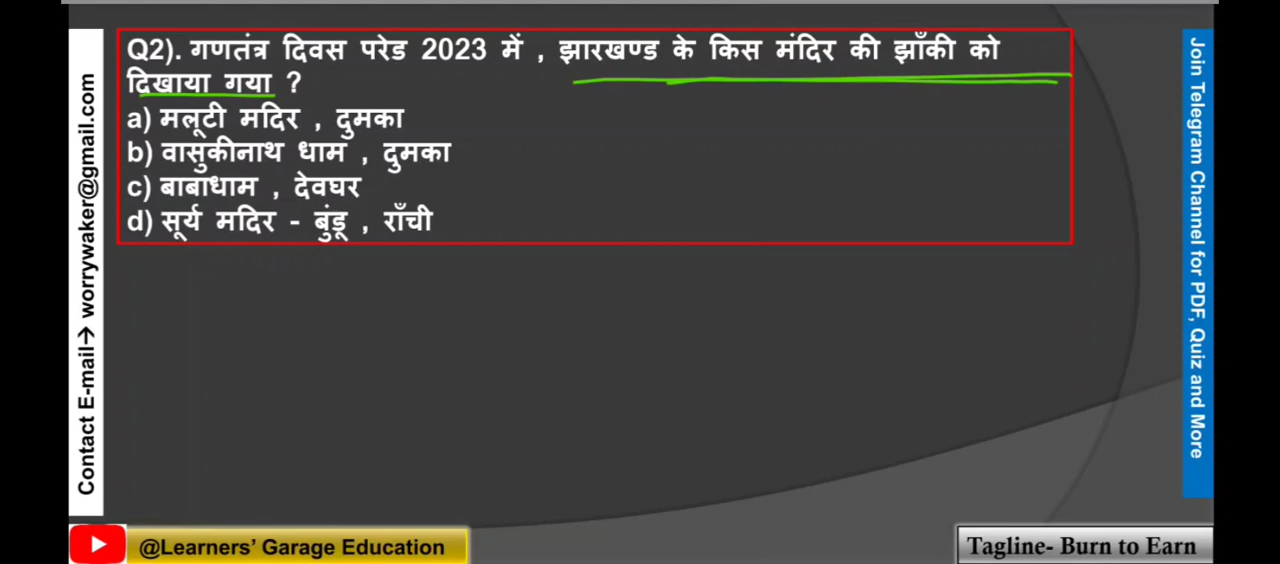 Q2). गणतंत्र दिवस परेड 2023 में , झारखण्ड के किस मंदिर की झाँकी को
दिखाया गया ?
a) मलूटी मदिर , दुमका
b) वासुकीनाथ धाम , दुमका
c) बाबाधाम , देवघर
d) सूर्य मदिर - बुंडू , राँची
Contact E-mail→ worrywaker@gmail.com
Join Telegram Channel for PDF, Quiz and More
@Learners’ Garage Education
Tagline- Burn to Earn